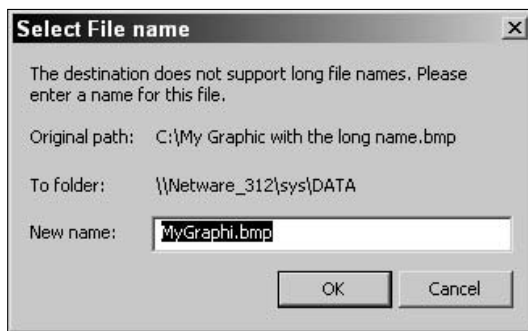 Select File name
The destination does not support long file names. Please
enter a name for this file.
Original path: C:\My Graphic with the long name.bmp
To folder: \\Netware_312\sys\DATA
New name: MyGraphi.bmp
OK Cancel